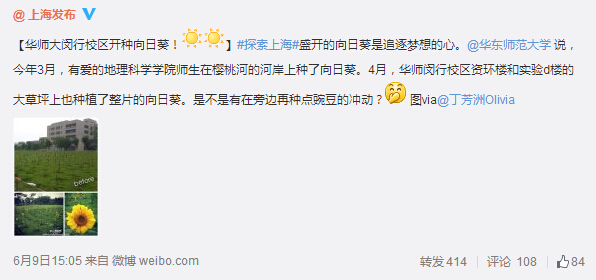 @上海发布
【华师大闵行校区开种向日葵！】#探索上海#盛开的向日葵是追逐梦想的心。@华东师范大学 说，
今年3月，有爱的地理科学学院师生在樱桃河的河岸上种了向日葵。4月，华师闵行校区资环楼和实验d楼的
大草坪上也种植了整片的向日葵。是不是有在旁边再种点豌豆的冲动？图via@丁芳洲Olivia
before
6月9日15:05 来自 微博 weibo.com
转发 414 | 评论 108 | 84